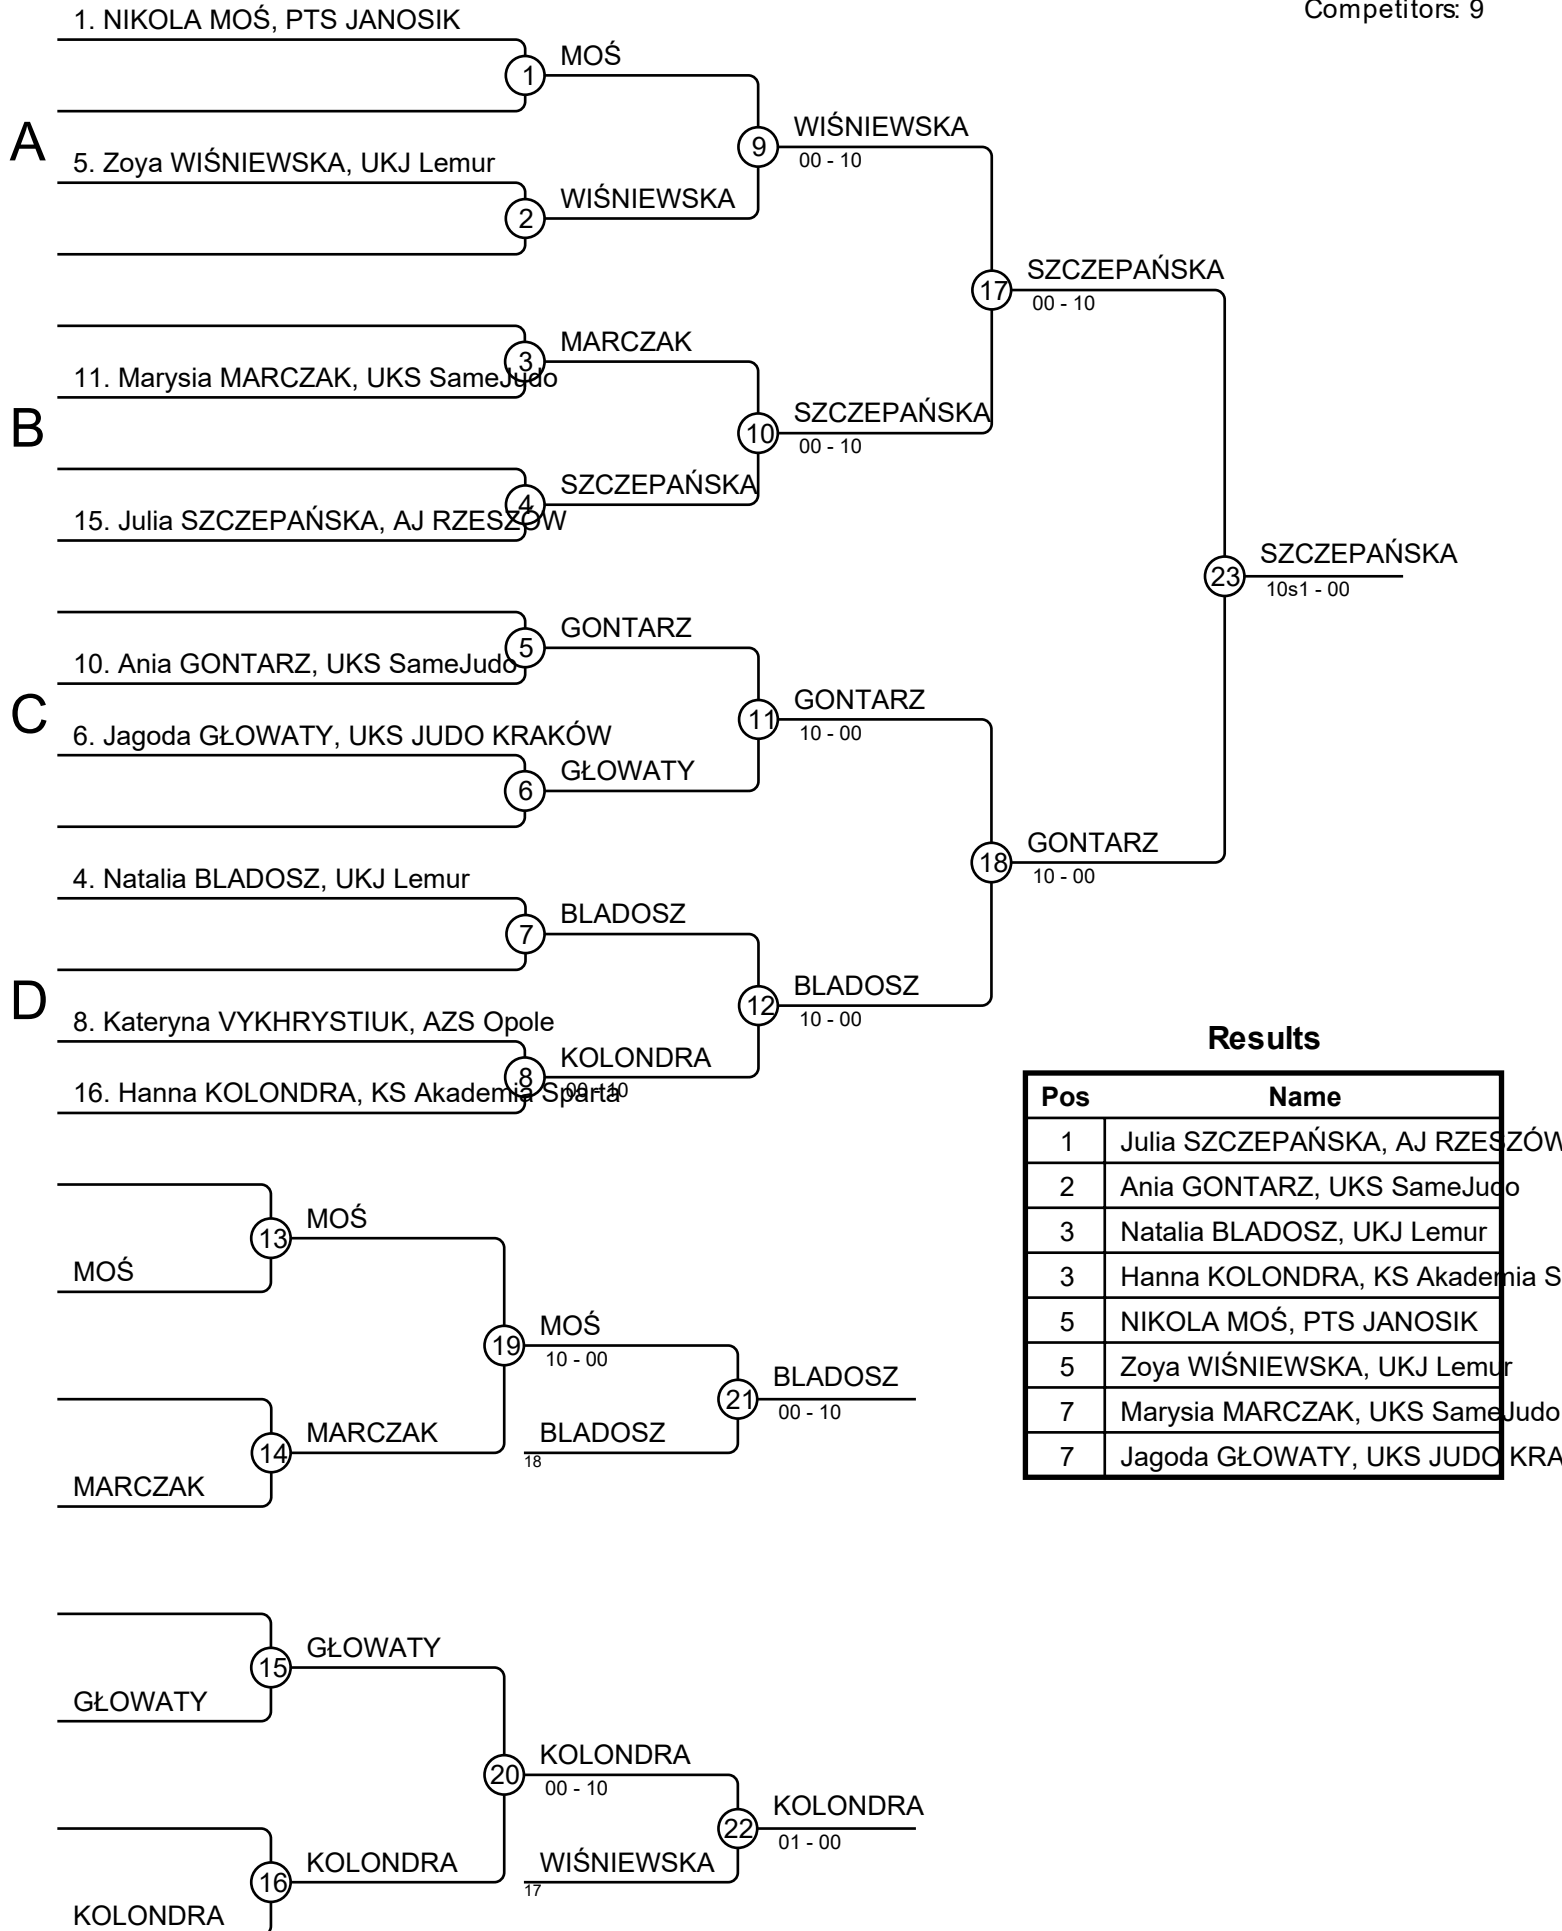 Competitors: 9
1. NIKOLA MOŚ, PTS JANOSIK
1
MOŚ
A
9
WIŚNIEWSKA
00 - 10
5. Zoya WIŚNIEWSKA, UKJ Lemur
2
WIŚNIEWSKA
17
SZCZEPAŃSKA
00 - 10
3
MARCZAK
11. Marysia MARCZAK, UKS SameJudo
B
10
SZCZEPAŃSKA
00 - 10
4
SZCZEPAŃSKA
15. Julia SZCZEPAŃSKA, AJ RZESZÓW
23
SZCZEPAŃSKA
10s1 - 00
5
GONTARZ
10. Ania GONTARZ, UKS SameJudo
C
11
GONTARZ
10 - 00
6. Jagoda GŁOWATY, UKS JUDO KRAKÓW
6
GŁOWATY
18
GONTARZ
10 - 00
4. Natalia BLADOSZ, UKJ Lemur
7
BLADOSZ
D
12
BLADOSZ
10 - 00
8. Kateryna VYKHRYSTIUK, AZS Opole
8
KOLONDRA
00 - 10
16. Hanna KOLONDRA, KS Akademia Sparta
Results
Pos Name
1 Julia SZCZEPAŃSKA, AJ RZESZÓW
2 Ania GONTARZ, UKS SameJudo
3 Natalia BLADOSZ, UKJ Lemur
3 Hanna KOLONDRA, KS Akademia S
5 NIKOLA MOŚ, PTS JANOSIK
5 Zoya WIŚNIEWSKA, UKJ Lemur
7 Marysia MARCZAK, UKS SameJudo
7 Jagoda GŁOWATY, UKS JUDO KRA
13
MOŚ
MOŚ
19
MOŚ
10 - 00
21
BLADOSZ
00 - 10
14
MARCZAK
BLADOSZ
18
MARCZAK
15
GŁOWATY
GŁOWATY
20
KOLONDRA
00 - 10
22
KOLONDRA
01 - 00
16
KOLONDRA
WIŚNIEWSKA
17
KOLONDRA